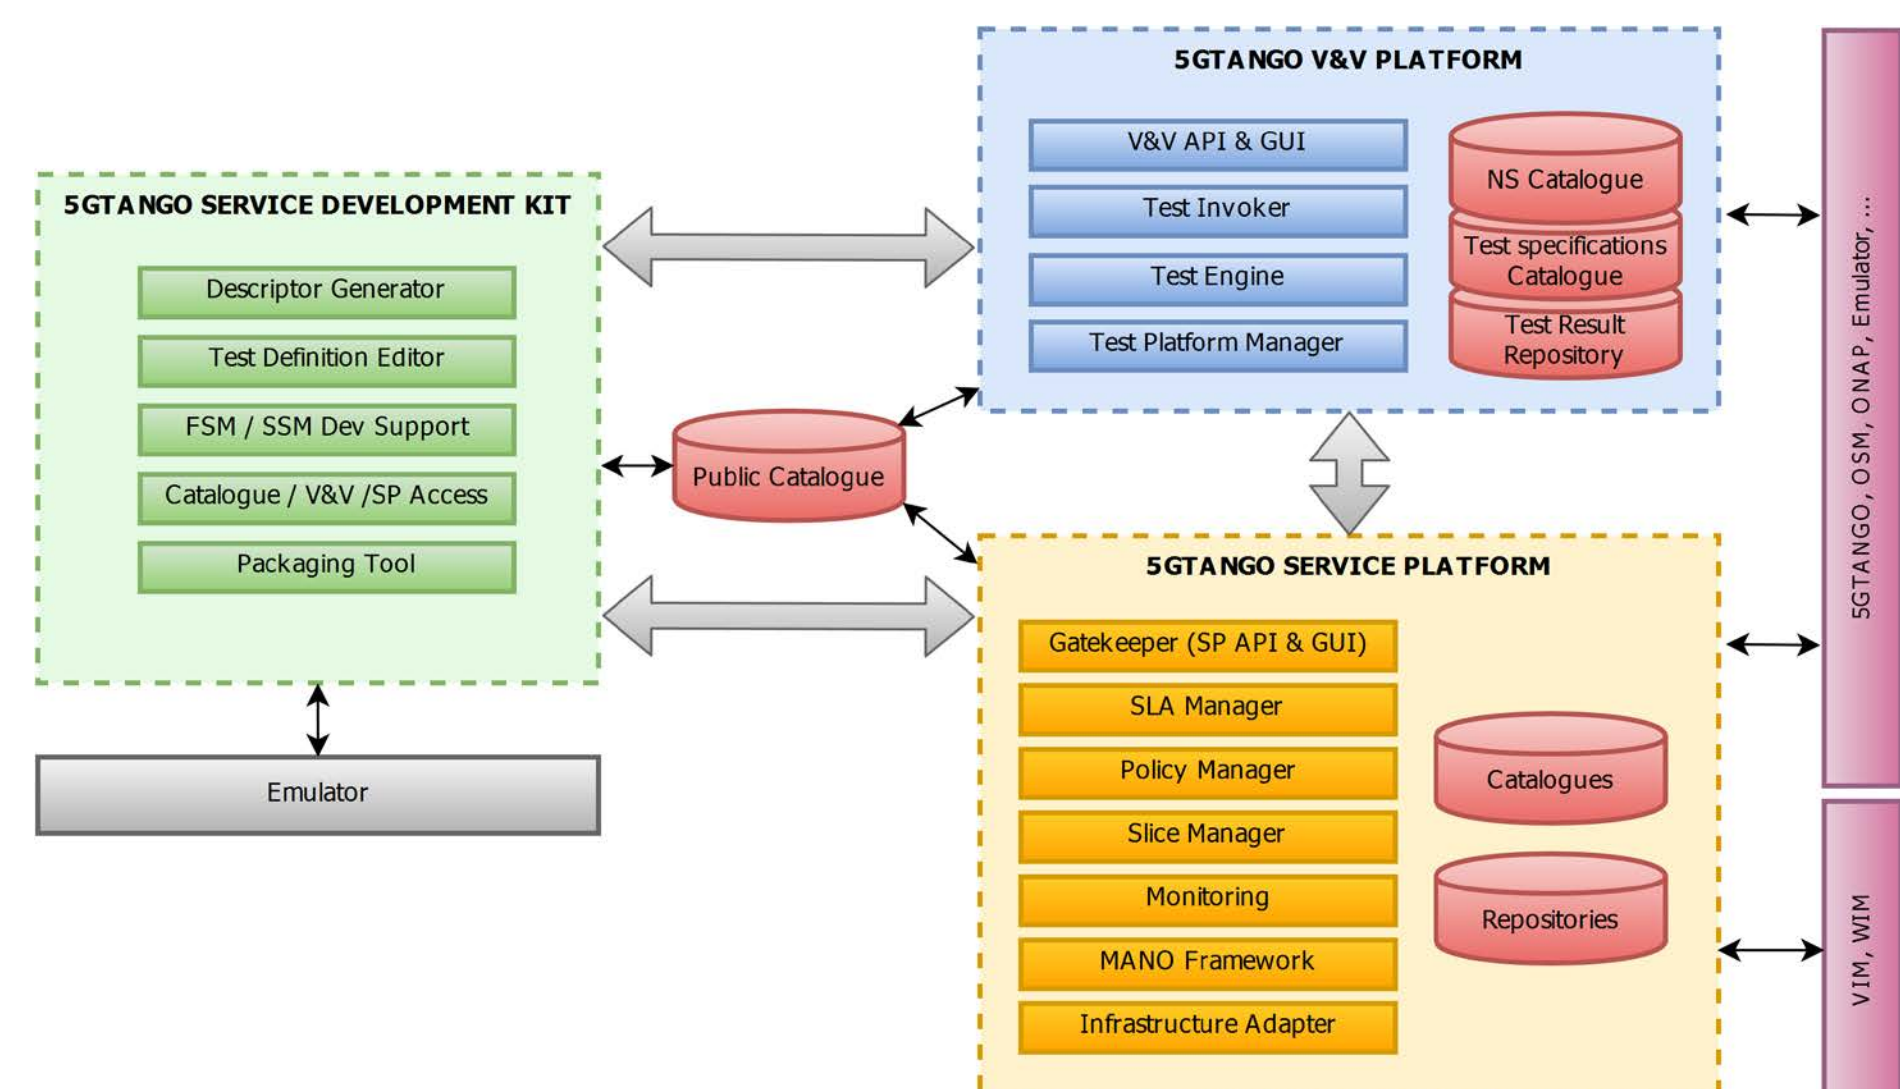 5GTANGO V&V PLATFORM
V&V API & GUI
Test Invoker
Test Engine
Test Platform Manager
NS Catalogue
Test specifications
Catalogue
Test Result
Repository
5GTANGO SERVICE DEVELOPMENT KIT
Descriptor Generator
Test Definition Editor
FSM / SSM Dev Support
Catalogue / V&V /SP Access
Packaging Tool
Public Catalogue
Emulator
5GTANGO SERVICE PLATFORM
Gatekeeper (SP API & GUI)
SLA Manager
Policy Manager
Slice Manager
Monitoring
MANO Framework
Infrastructure Adapter
Catalogues
Repositories
5GTANGO, OSM, ONAP, Emulator, ...
VIM, WIM